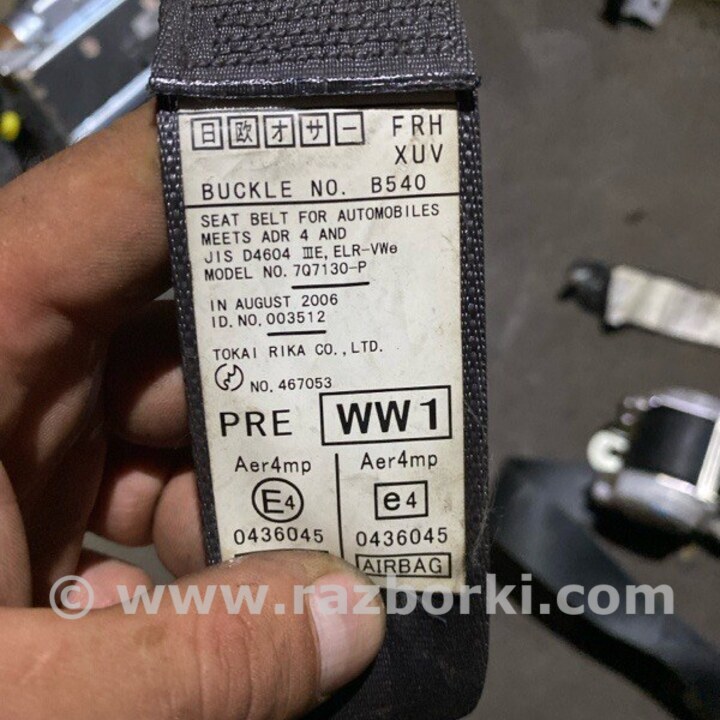 日欧オサー FRH
XUV
BUCKLE NO. B540
SEAT BELT FOR AUTOMOBILES
MEETS ADR 4 AND
JIS D4604 ⅢE, ELR-VWe
MODEL NO. 7Q7130-P
IN AUGUST 2006
ID. NO. 003512
TOKAI RIKA CO., LTD.
NO. 467053
PRE WW1
Aer4mp Aer4mp
E4 e4
0436045 0436045
AIRBAG
© www.razborki.com